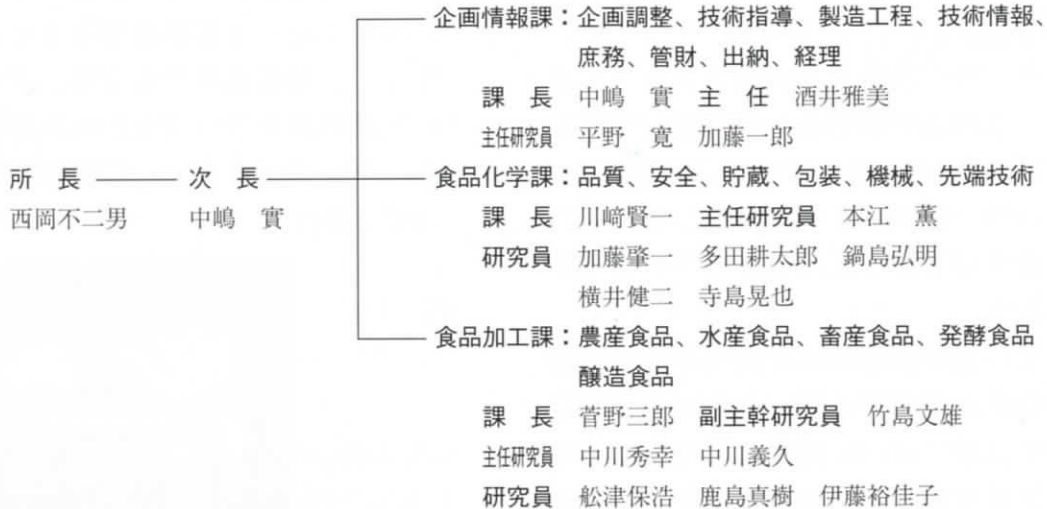 企画情報課：企画調整、技術指導、製造工程、技術情報、
庶務、管財、出納、経理
課　長　中嶋　實　主　任　酒井雅美
主任研究員　平野　寛　加藤一郎
所　長　次　長　食品化学課：品質、安全、貯蔵、包装、機械、先端技術
西岡不二男　中嶋　實　課　長　川﨑賢一　主任研究員　本江　薫
研究員　加藤肇一　多田耕太郎　鍋島弘明
横井健二　寺島晃也
食品加工課：農産食品、水産食品、畜産食品、発酵食品
醸造食品
課　長　菅野三郎　副主幹研究員　竹島文雄
主任研究員　中川秀幸　中川義久
研究員　舩津保浩　鹿島真樹　伊藤裕佳子